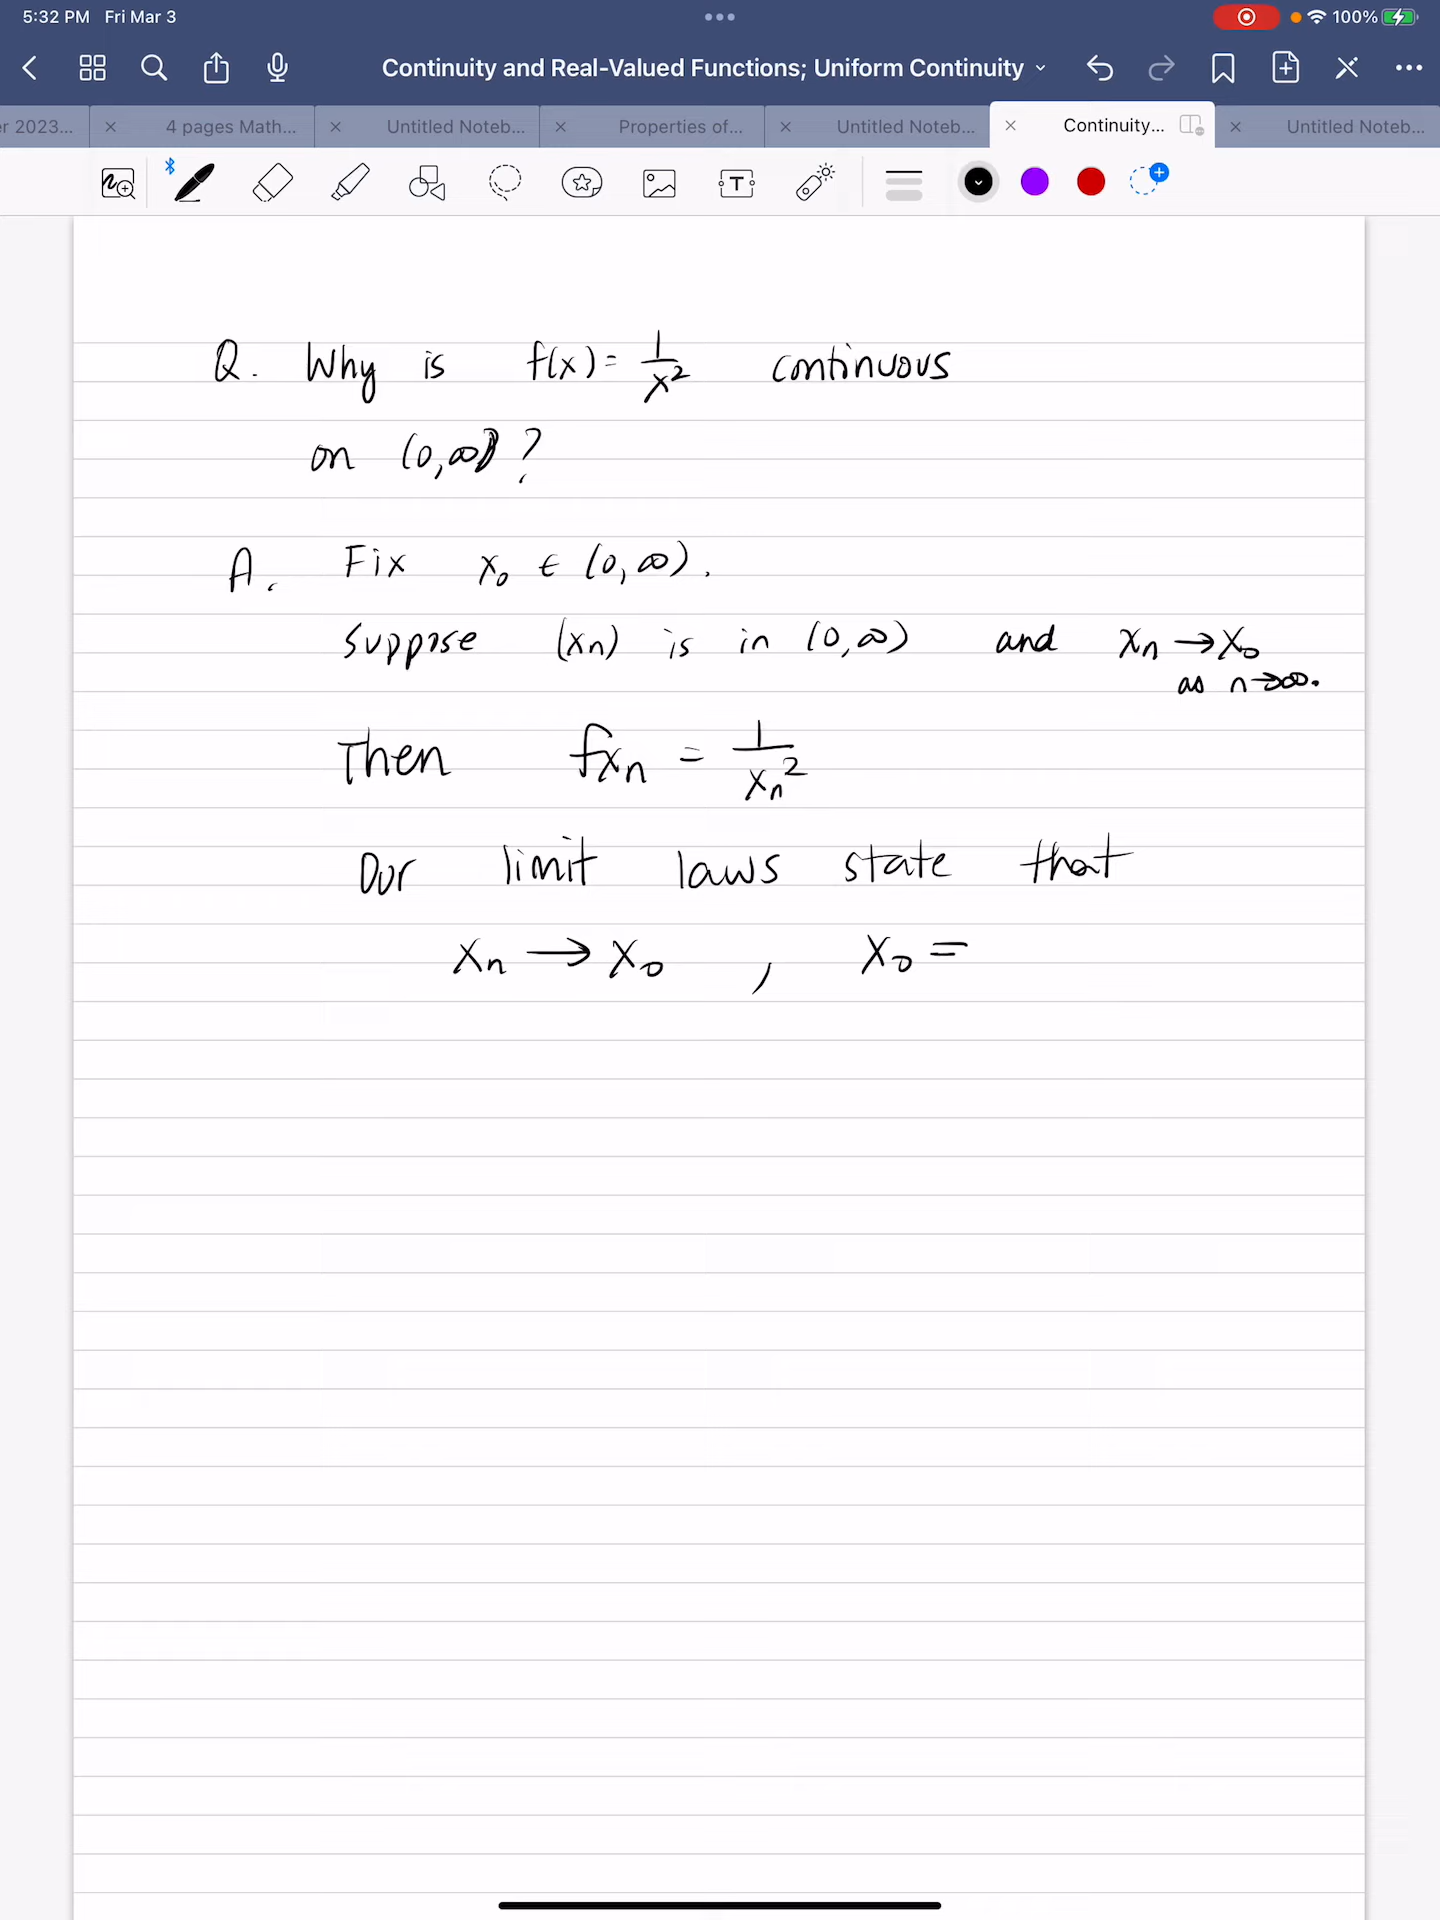 5:32 PM Fri Mar 3
100%
Continuity and Real-Valued Functions; Uniform Continuity
r 2023... 4 pages Math... Untitled Noteb... Properties of... Untitled Noteb... Continuity... Untitled Noteb...
Q. Why is f(x) = 1/x² continuous
on (0,∞)?
A. Fix x₀ ∈ (0,∞).
Suppose (xn) is in (0,∞) and xn → x₀
as n→∞.
Then fxn = 1/xn²
Our limit laws state that
xn → x₀ , x₀ =